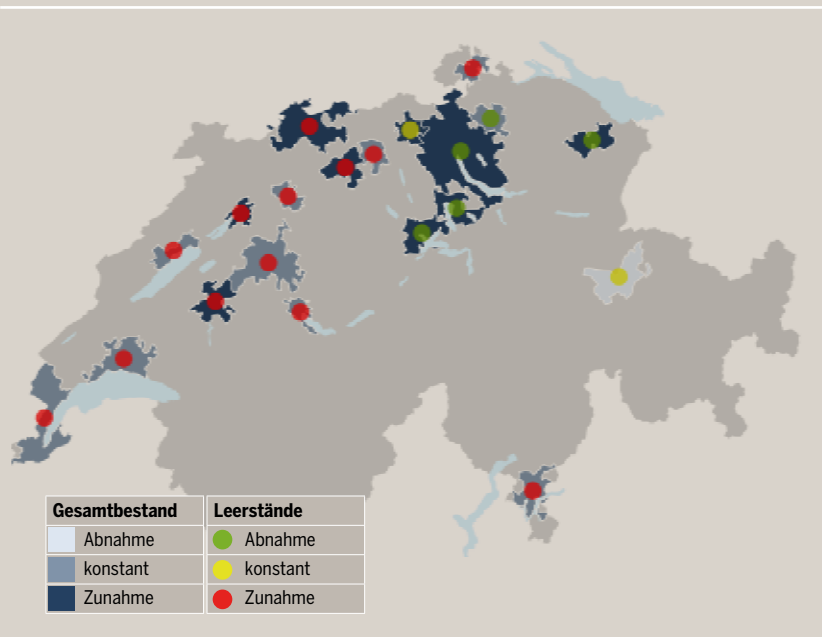 Gesamtbestand Leerstände
Abnahme Abnahme
konstant konstant
Zunahme Zunahme